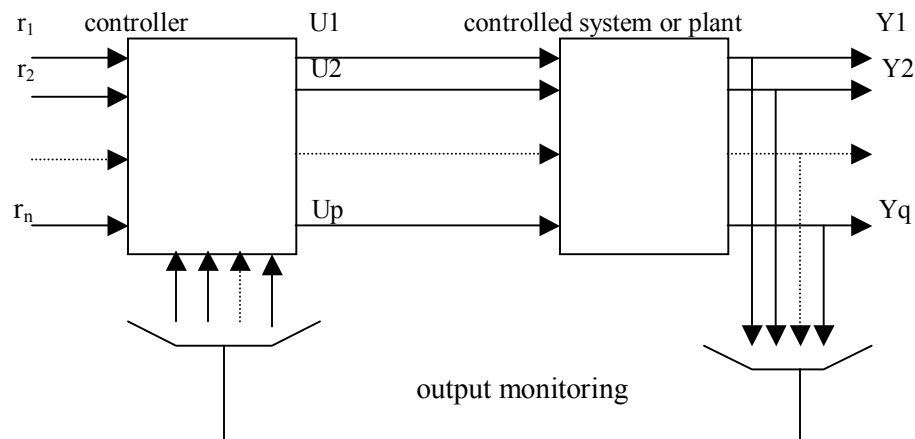 controller
controlled system or plant
r1
U1
Y1
r2
U2
Y2
rn
Up
Yq
output monitoring